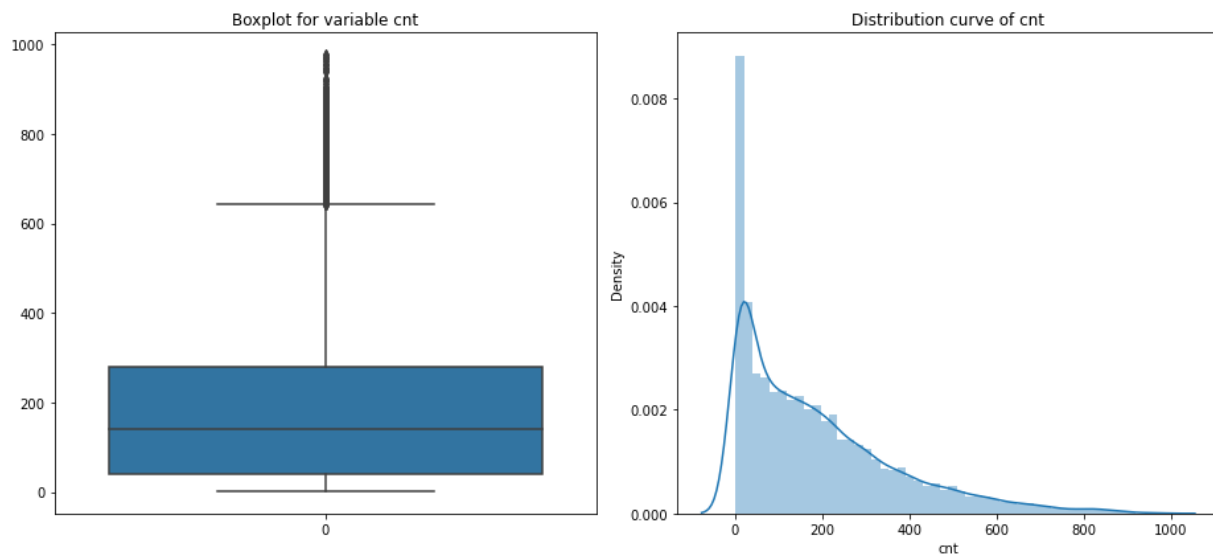 Boxplot for variable cnt
1000
800
600
400
200
0
0
Distribution curve of cnt
Density
0.008
0.006
0.004
0.002
0.000
0 200 400 600 800 1000
cnt